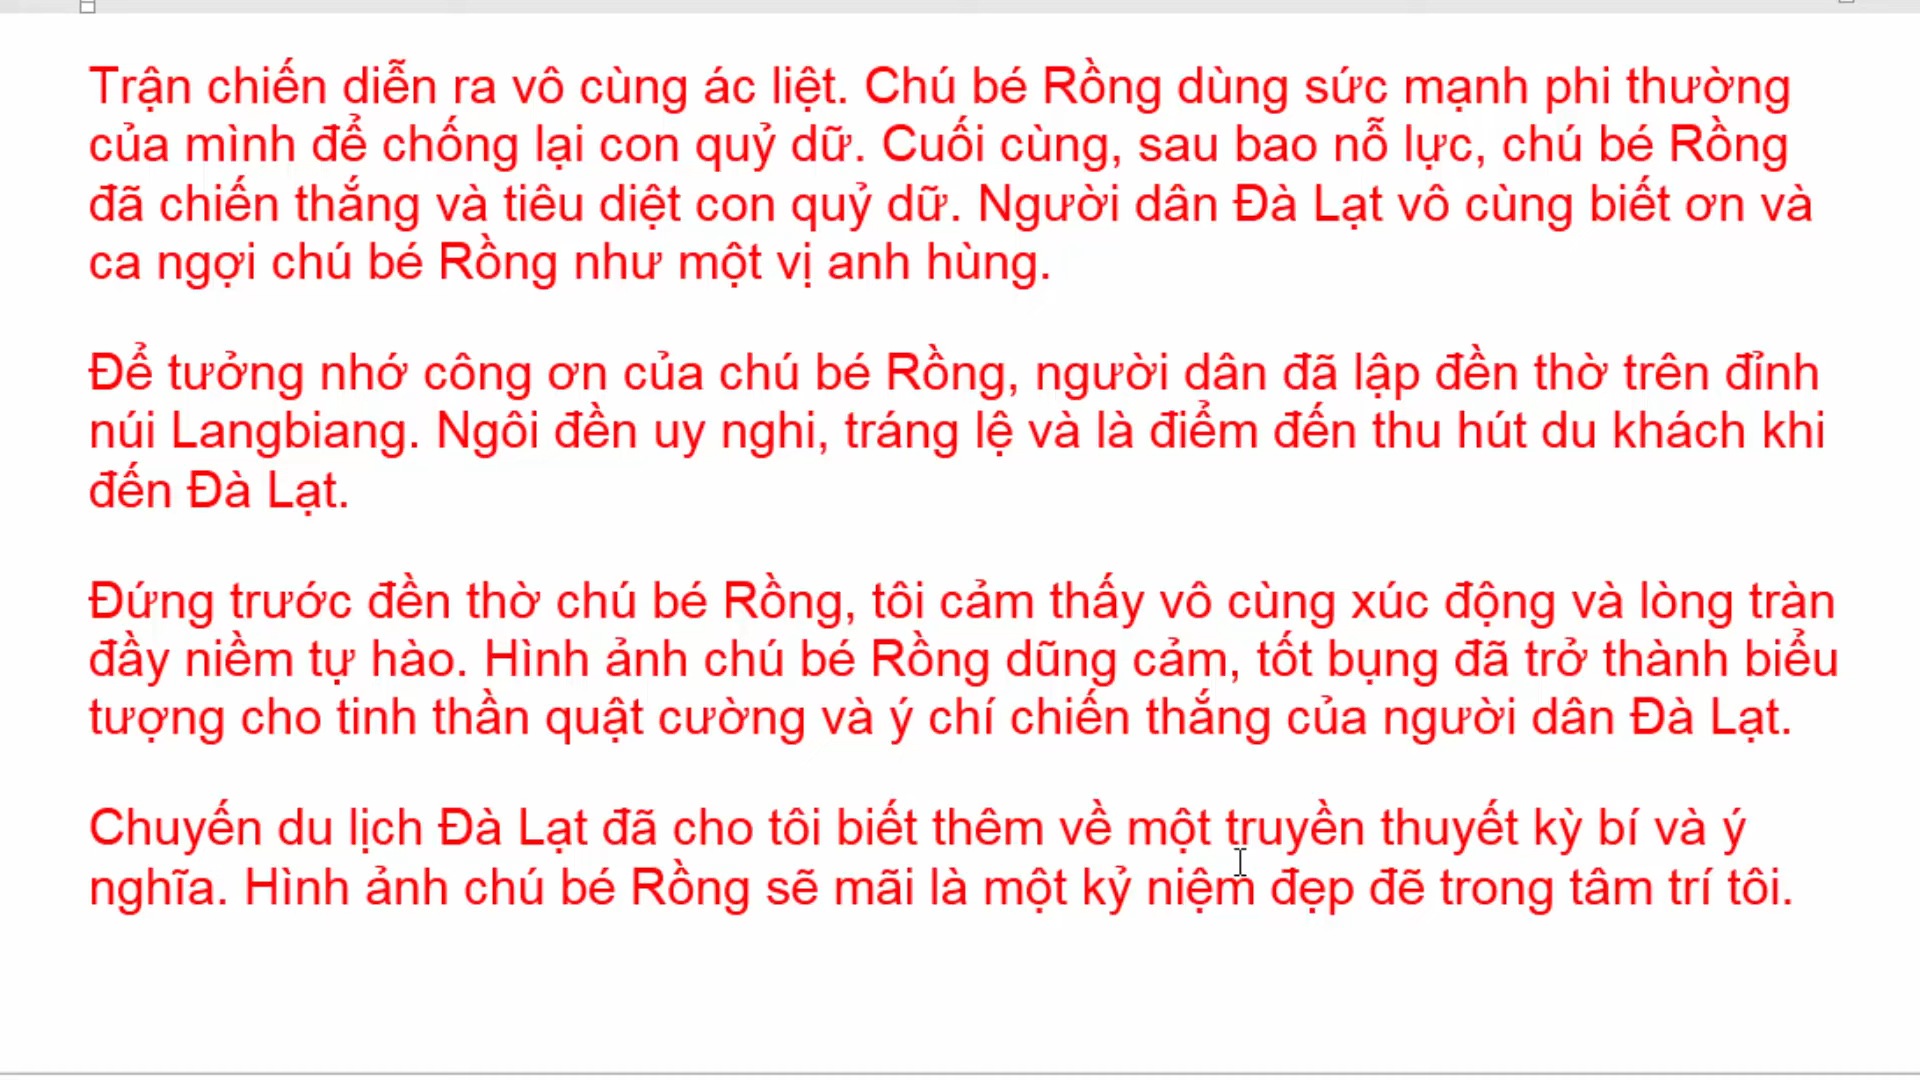 Trận chiến diễn ra vô cùng ác liệt. Chú bé Rồng dùng sức mạnh phi thường
của mình để chống lại con quỷ dữ. Cuối cùng, sau bao nỗ lực, chú bé Rồng
đã chiến thắng và tiêu diệt con quỷ dữ. Người dân Đà Lạt vô cùng biết ơn và
ca ngợi chú bé Rồng như một vị anh hùng.
Để tưởng nhớ công ơn của chú bé Rồng, người dân đã lập đền thờ trên đỉnh
núi Langbiang. Ngôi đền uy nghi, tráng lệ và là điểm đến thu hút du khách khi
đến Đà Lạt.
Đứng trước đền thờ chú bé Rồng, tôi cảm thấy vô cùng xúc động và lòng tràn
đầy niềm tự hào. Hình ảnh chú bé Rồng dũng cảm, tốt bụng đã trở thành biểu
tượng cho tinh thần quật cường và ý chí chiến thắng của người dân Đà Lạt.
Chuyến du lịch Đà Lạt đã cho tôi biết thêm về một truyền thuyết kỳ bí và ý
nghĩa. Hình ảnh chú bé Rồng sẽ mãi là một kỷ niệm đẹp đẽ trong tâm trí tôi.